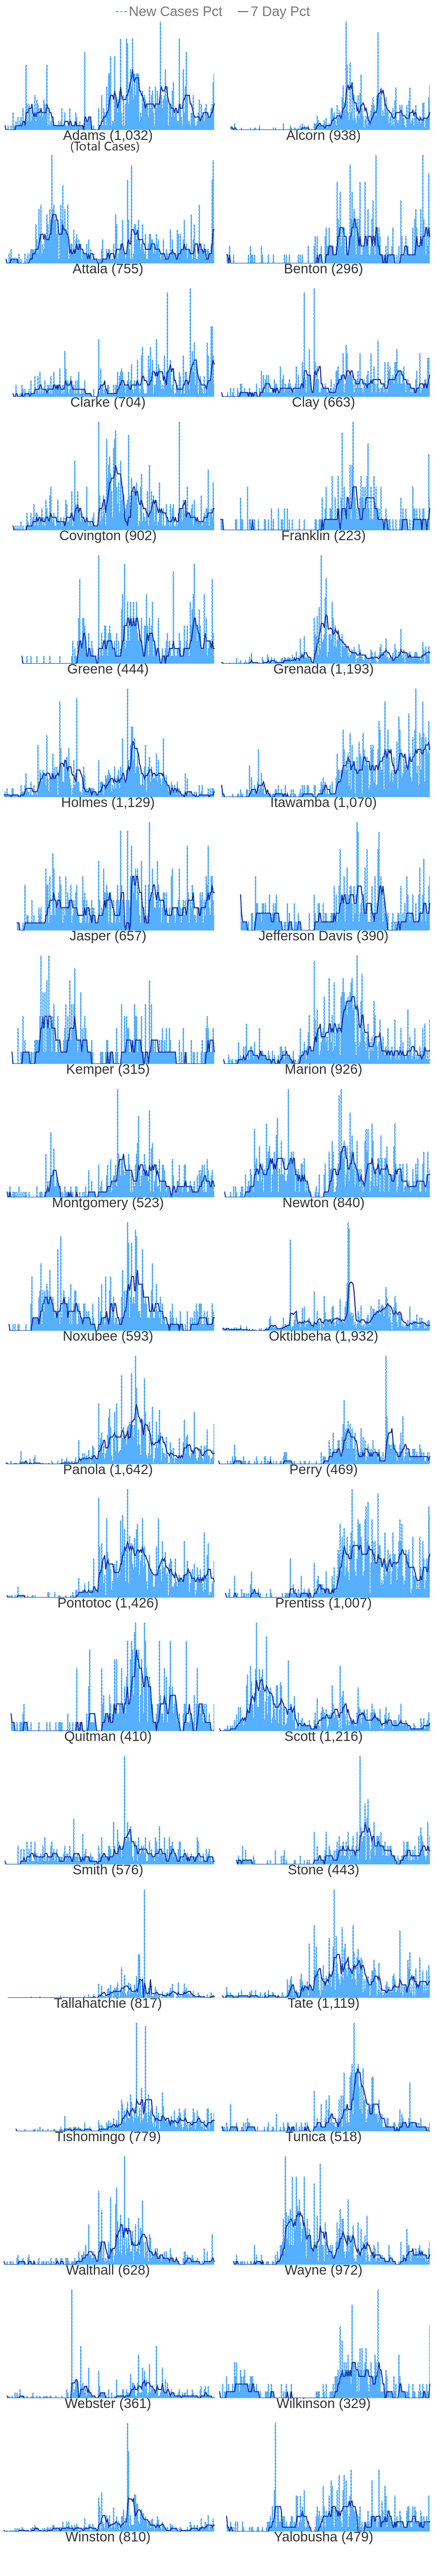 New Cases Pct 7 Day Pct
Adams (1,032) Alcorn (938)
(Total Cases)
Attala (755) Benton (296)
Clarke (704) Clay (663)
Covington (902) Franklin (223)
Greene (444) Grenada (1,193)
Holmes (1,129) Itawamba (1,070)
Jasper (657) Jefferson Davis (390)
Kemper (315) Marion (926)
Montgomery (523) Newton (840)
Noxubee (593) Oktibbeha (1,932)
Panola (1,642) Perry (469)
Pontotoc (1,426) Prentiss (1,007)
Quitman (410) Scott (1,216)
Smith (576) Stone (443)
Tallahatchie (817) Tate (1,119)
Tishomingo (779) Tunica (518)
Walthall (628) Wayne (972)
Webster (361) Wilkinson (329)
Winston (810) Yalobusha (479)